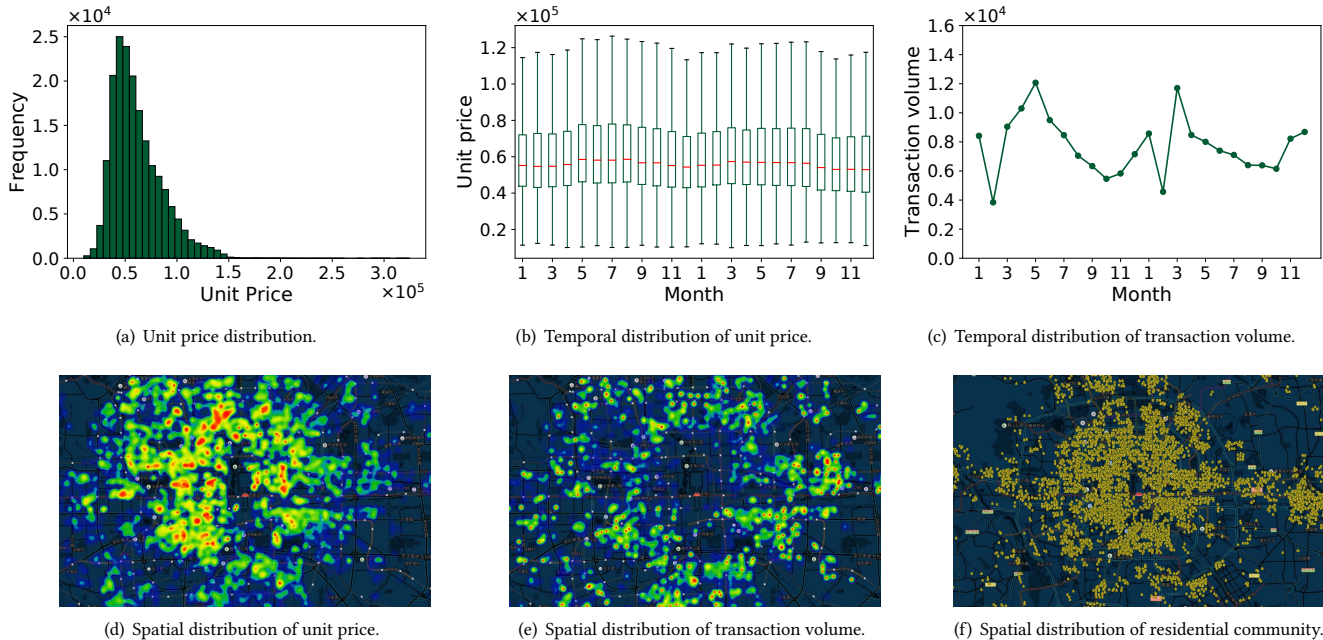 ×10⁴
2.5
2.0
1.5
1.0
0.5
0.0
Frequency
0.0 0.5 1.0 1.5 2.0 2.5 3.0
×10⁵
Unit Price
(a) Unit price distribution.
×10⁵
1.2
1.0
0.8
0.6
0.4
0.2
Unit price
1 3 5 7 9 11 1 3 5 7 9 11
Month
(b) Temporal distribution of unit price.
×10⁴
1.6
1.4
1.2
1.0
0.8
0.6
0.4
0.2
0.0
Transaction volume
1 3 5 7 9 11 1 3 5 7 9 11
Month
(c) Temporal distribution of transaction volume.
(d) Spatial distribution of unit price.
(e) Spatial distribution of transaction volume.
(f) Spatial distribution of residential community.